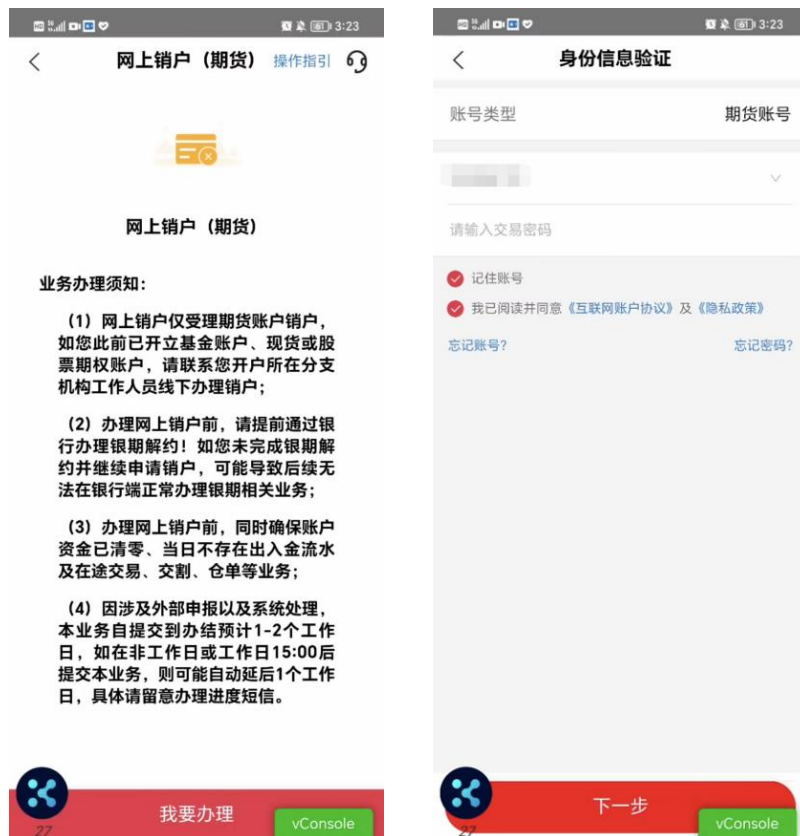 3:23
网上销户（期货）
操作指引
网上销户（期货）
业务办理须知：
（1）网上销户仅受理期货账户销户，
如您此前已开立基金账户、现货或股
票期权账户，请联系您开户所在分支
机构工作人员线下办理销户；
（2）办理网上销户前，请提前通过银
行办理银期解约！如您未完成银期解
约并继续申请销户，可能导致后续无
法在银行端正常办理银期相关业务；
（3）办理网上销户前，同时确保账户
资金已清零、当日不存在出入金流水
及在途交易、交割、仓单等业务；
（4）因涉及外部申报以及系统处理，
本业务自提交到办结预计1-2个工作
日，如在非工作日或工作日15:00后
提交本业务，则可能自动延后1个工作
日，具体请留意办理进度短信。
我要办理
27
vConsole
61 3:23
身份信息验证
账号类型 期货账号
请输入交易密码
记住账号
我已阅读并同意《互联网账户协议》及《隐私政策》
忘记账号? 忘记密码?
下一步
27
vConsole